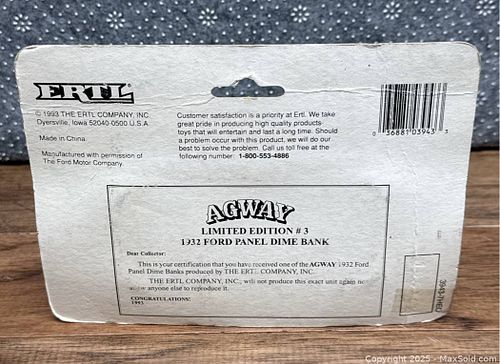 ERTL
© 1993 THE ERTL COMPANY, INC.
Dyersville, Iowa 52040-0500 U.S.A.
Made in China.
Manufactured with permission of
The Ford Motor Company.
Customer satisfaction is a priority at Ertl. We take
great pride in producing high quality products
toys that will entertain and last a long time. Should
a problem occur with this product, we will do our
best to solve the problem. Call us toll free at the
following number: 1-800-553-4886
0 36881 03943 3
AGWAY
LIMITED EDITION # 3
1932 FORD PANEL DIME BANK
Dear Collector:
This is your certification that you have received one of the AGWAY 1932 Ford
Panel Dime Banks produced by THE ERTL COMPANY, INC.
THE ERTL COMPANY, INC., will not produce this exact unit again
anyone else to reproduce it.
CONGRATULATIONS!
1993
Copyright 2025 - MaxSold.com